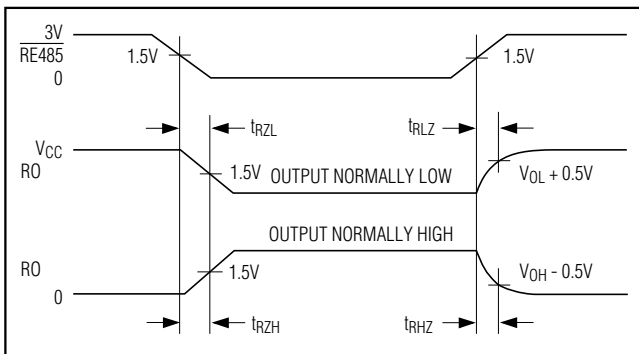 3V
RE485
0
1.5V
1.5V
tRZL
tRLZ
VCC
RO
1.5V
OUTPUT NORMALLY LOW
VOL + 0.5V
OUTPUT NORMALLY HIGH
RO
0
1.5V
VOH - 0.5V
tRZH
tRHZ